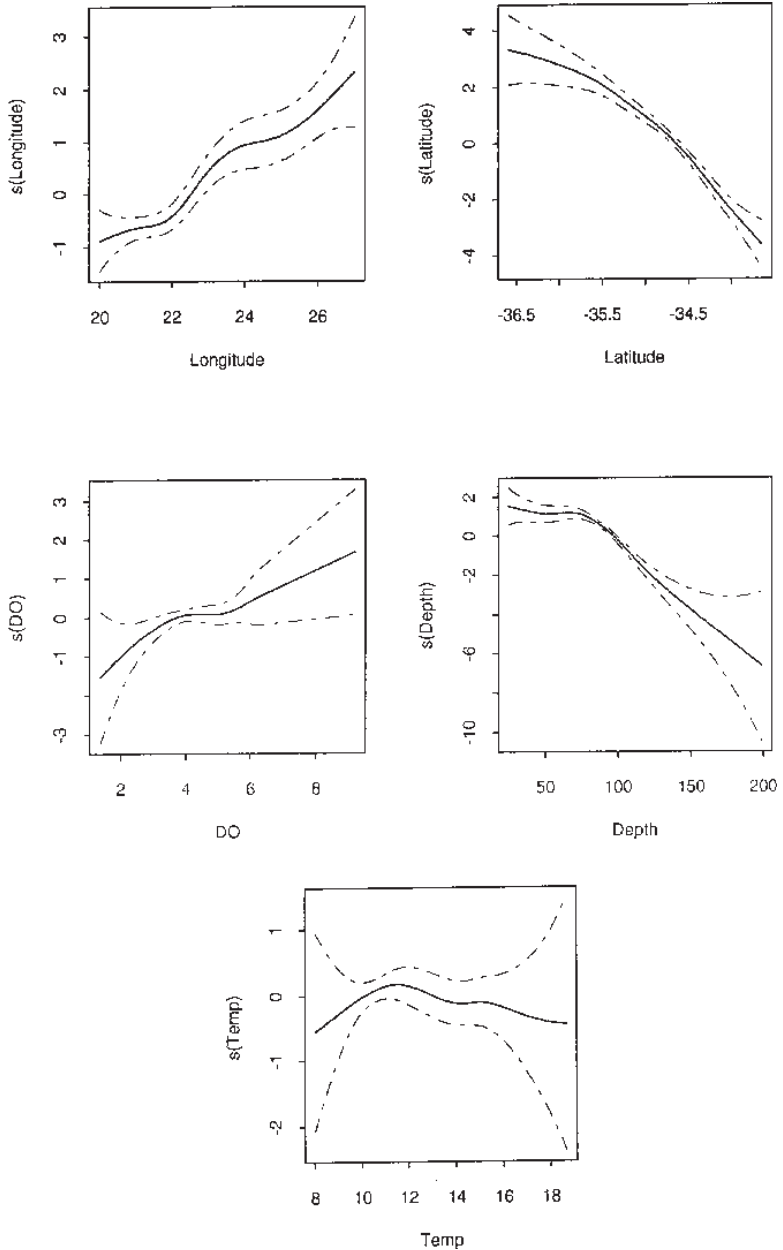 3
2
1
0
-1
s(Longitude)
20 22 24 26
Longitude
4
2
0
-2
-4
s(Latitude)
-36.5 -35.5 -34.5
Latitude
3
2
1
0
-1
-3
s(DO)
2 4 6 8
DO
2
0
-2
-6
-10
s(Depth)
50 100 150 200
Depth
1
0
-1
-2
s(Temp)
8 10 12 14 16 18
Temp